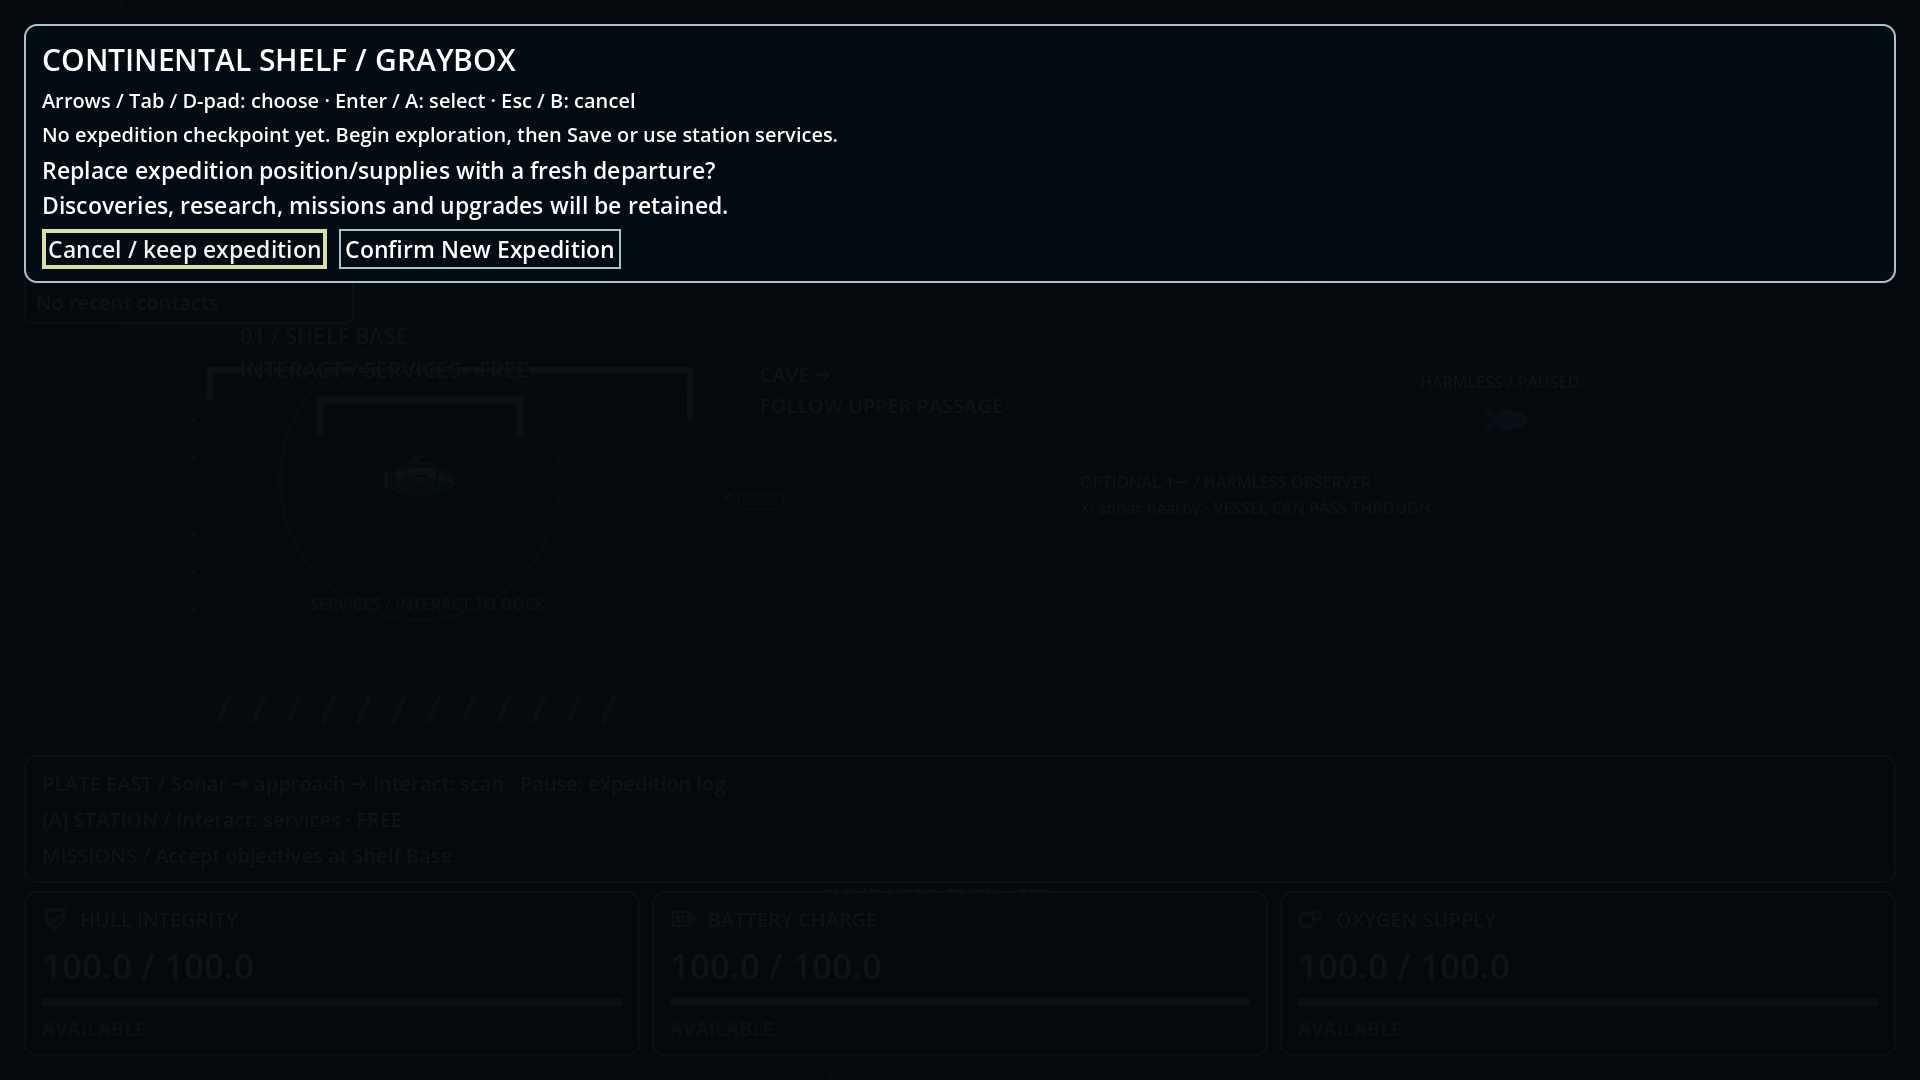 CONTINENTAL SHELF / GRAYBOX
Arrows / Tab / D-pad: choose · Enter / A: select · Esc / B: cancel
No expedition checkpoint yet. Begin exploration, then Save or use station services.
Replace expedition position/supplies with a fresh departure?
Discoveries, research, missions and upgrades will be retained.
Cancel / keep expedition
Confirm New Expedition
No recent contacts
01 / SHELF BASE
INTERACT / SERVICES · FREE
CAVE →
FOLLOW UPPER PASSAGE
HARMLESS / PAUSED
OPTIONAL ↑→ / HARMLESS OBSERVER
X: sonar nearby · VESSEL CAN PASS THROUGH
SERVICES / INTERACT TO DOCK
PLATE EAST / Sonar → approach → Interact: scan · Pause: expedition log
[A] STATION / Interact: services · FREE
MISSIONS / Accept objectives at Shelf Base
HULL INTEGRITY
100.0 / 100.0
AVAILABLE
BATTERY CHARGE
100.0 / 100.0
AVAILABLE
OXYGEN SUPPLY
100.0 / 100.0
AVAILABLE